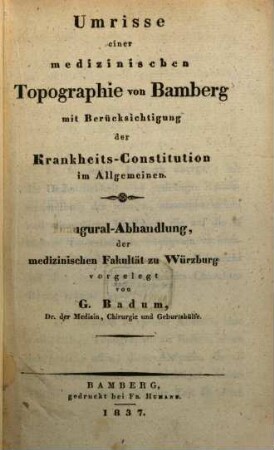 Umrisse
einer
medizinischen
Topographie von Bamberg
mit Berücksichtigung
der
Krankheits-Constitution
im Allgemeinen.
Inaugural-Abhandlung,
der
medizinischen Fakultät zu Würzburg
vorgelegt
von
G. Badum,
Dr. der Medizin, Chirurgie und Geburtshülfe.
BAMBERG,
gedruckt bei Fr. Humann.
1837.